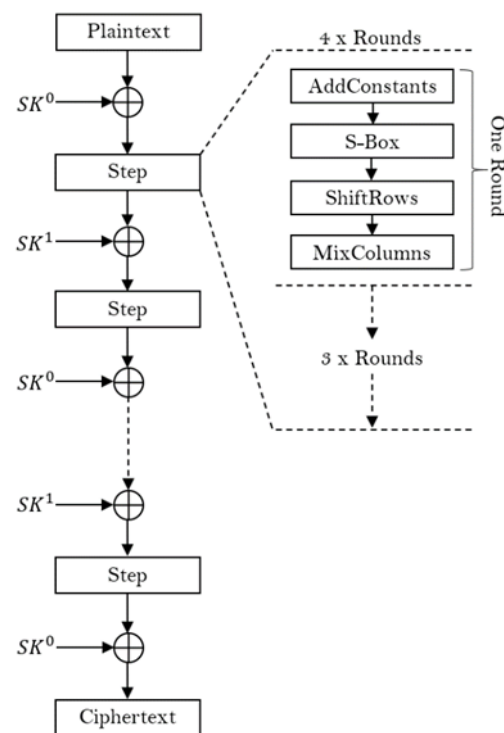 Plaintext
SK⁰
Step
SK¹
Step
SK⁰
SK¹
Step
SK⁰
Ciphertext
4 x Rounds
AddConstants
S-Box
ShiftRows
MixColumns
One Round
3 x Rounds